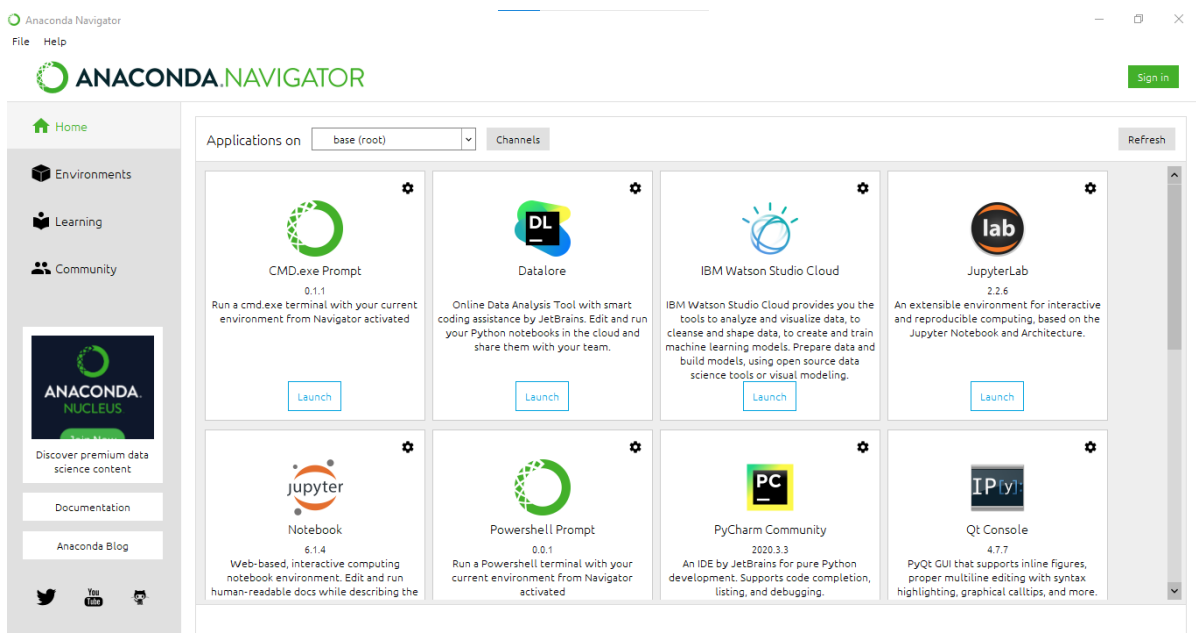 Anaconda Navigator
File Help
ANACONDA.NAVIGATOR
Sign in
Home
Environments
Learning
Community
ANACONDA.
NUCLEUS
Join Now
Discover premium data
science content
Documentation
Anaconda Blog
You
Tube
Applications on base (root) Channels Refresh
CMD.exe Prompt
0.1.1
Run a cmd.exe terminal with your current
environment from Navigator activated
Launch
DL
Datalore
Online Data Analysis Tool with smart
coding assistance by JetBrains. Edit and run
your Python notebooks in the cloud and
share them with your team.
Launch
IBM Watson Studio Cloud
IBM Watson Studio Cloud provides you the
tools to analyze and visualize data, to
cleanse and shape data, to create and train
machine learning models. Prepare data and
build models, using open source data
science tools or visual modeling.
Launch
lab
JupyterLab
2.2.6
An extensible environment for interactive
and reproducible computing, based on the
Jupyter Notebook and Architecture.
Launch
jupyter
Notebook
6.1.4
Web-based, interactive computing
notebook environment. Edit and run
human-readable docs while describing the
Powershell Prompt
0.0.1
Run a Powershell terminal with your
current environment from Navigator
activated
PC
PyCharm Community
2020.3.3
An IDE by JetBrains for pure Python
development. Supports code completion,
listing, and debugging.
IP[y]:
Qt Console
4.7.7
PyQt GUI that supports inline figures,
proper multiline editing with syntax
highlighting, graphical calltips, and more.